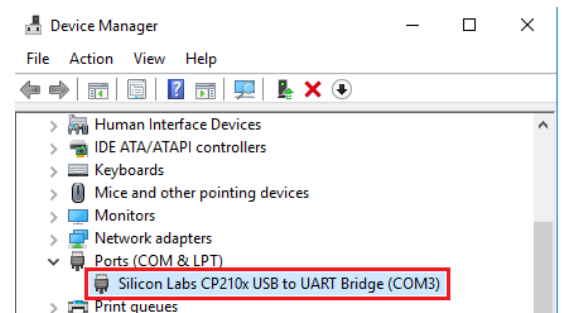 Device Manager
File Action View Help
Human Interface Devices
IDE ATA/ATAPI controllers
Keyboards
Mice and other pointing devices
Monitors
Network adapters
Ports (COM & LPT)
Silicon Labs CP210x USB to UART Bridge (COM3)
Print queues